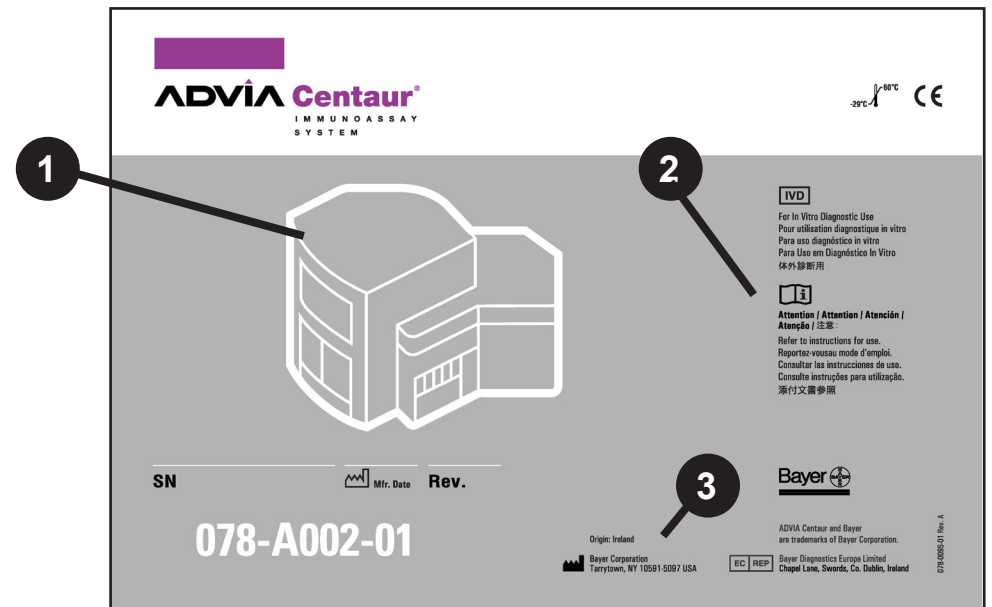 ADVIA Centaur®
IMMUNOASSAY
SYSTEM
-29°C
60°C
CE
1
2
IVD
For In Vitro Diagnostic Use
Pour utilisation diagnostique in vitro
Para uso diagnóstico in vitro
Para Uso em Diagnóstico In Vitro
体外診断用
i
Attention / Attention / Atención /
Atenção / 注意:
Refer to instructions for use.
Reportez-vousau mode d'emploi.
Consultar las instrucciones de uso.
Consulte instruções para utilização.
添付文書参照
SN
Mfr. Date
Rev.
3
Bayer
BAYER
078-A002-01
Origin: Ireland
Bayer Corporation
Tarrytown, NY 10591-5097 USA
ADVIA Centaur and Bayer
are trademarks of Bayer Corporation.
EC REP
Bayer Diagnostics Europe Limited
Chapel Lane, Swords, Co. Dublin, Ireland
078-0095-01 Rev. A